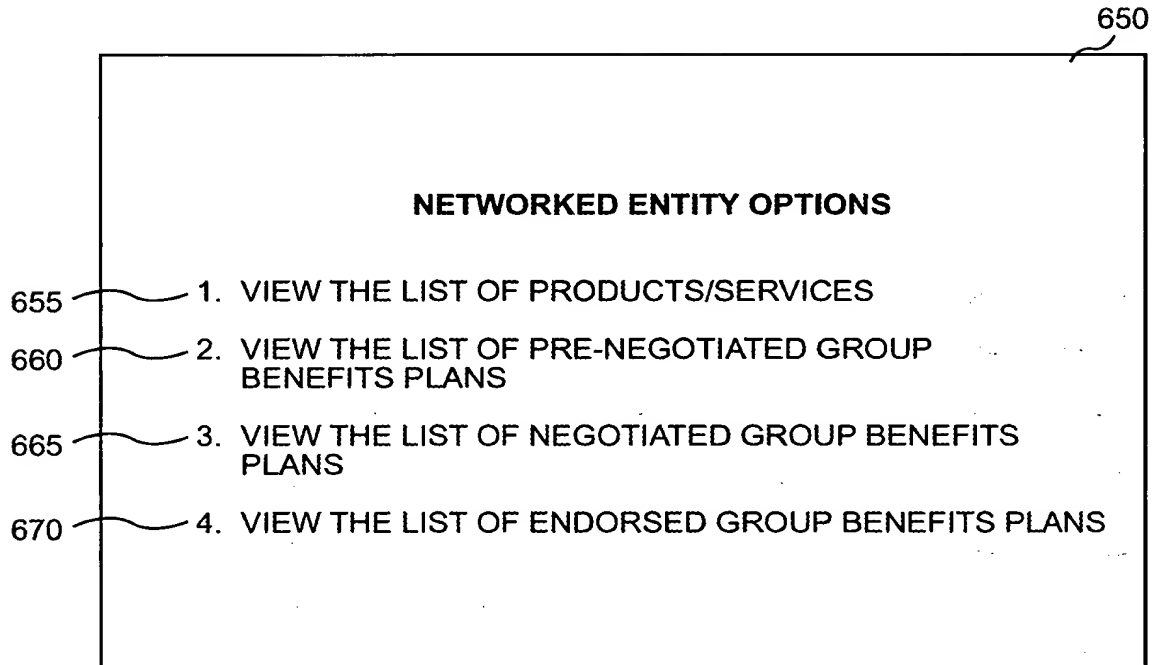 650
NETWORKED ENTITY OPTIONS
655 1. VIEW THE LIST OF PRODUCTS/SERVICES
660 2. VIEW THE LIST OF PRE-NEGOTIATED GROUP
BENEFITS PLANS
665 3. VIEW THE LIST OF NEGOTIATED GROUP BENEFITS
PLANS
670 4. VIEW THE LIST OF ENDORSED GROUP BENEFITS PLANS